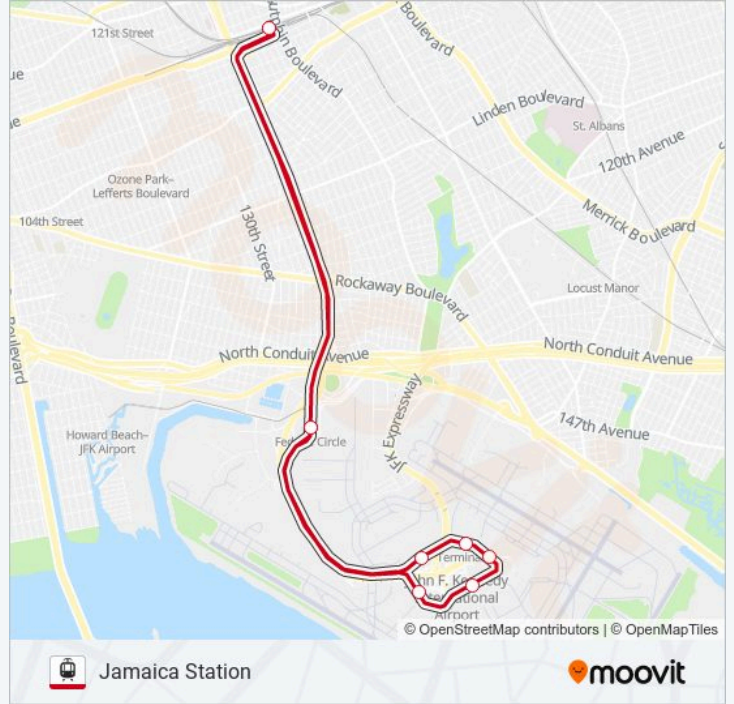 121st Street
Boulevard
Boulevard
Linden Boulevard
St. Albans
120th Avenue
Ozone Park–
Lefferts Boulevard
104th Street
130th Street
Merrick Boulevard
Rockaway Boulevard
Locust Manor
Boulevard
North Conduit Avenue
North Conduit Avenue
JFK Expressway
147th Avenue
Howard Beach–
JFK Airport
Circle
Airport
© OpenStreetMap contributors | © OpenMapTiles
Jamaica Station
moovit